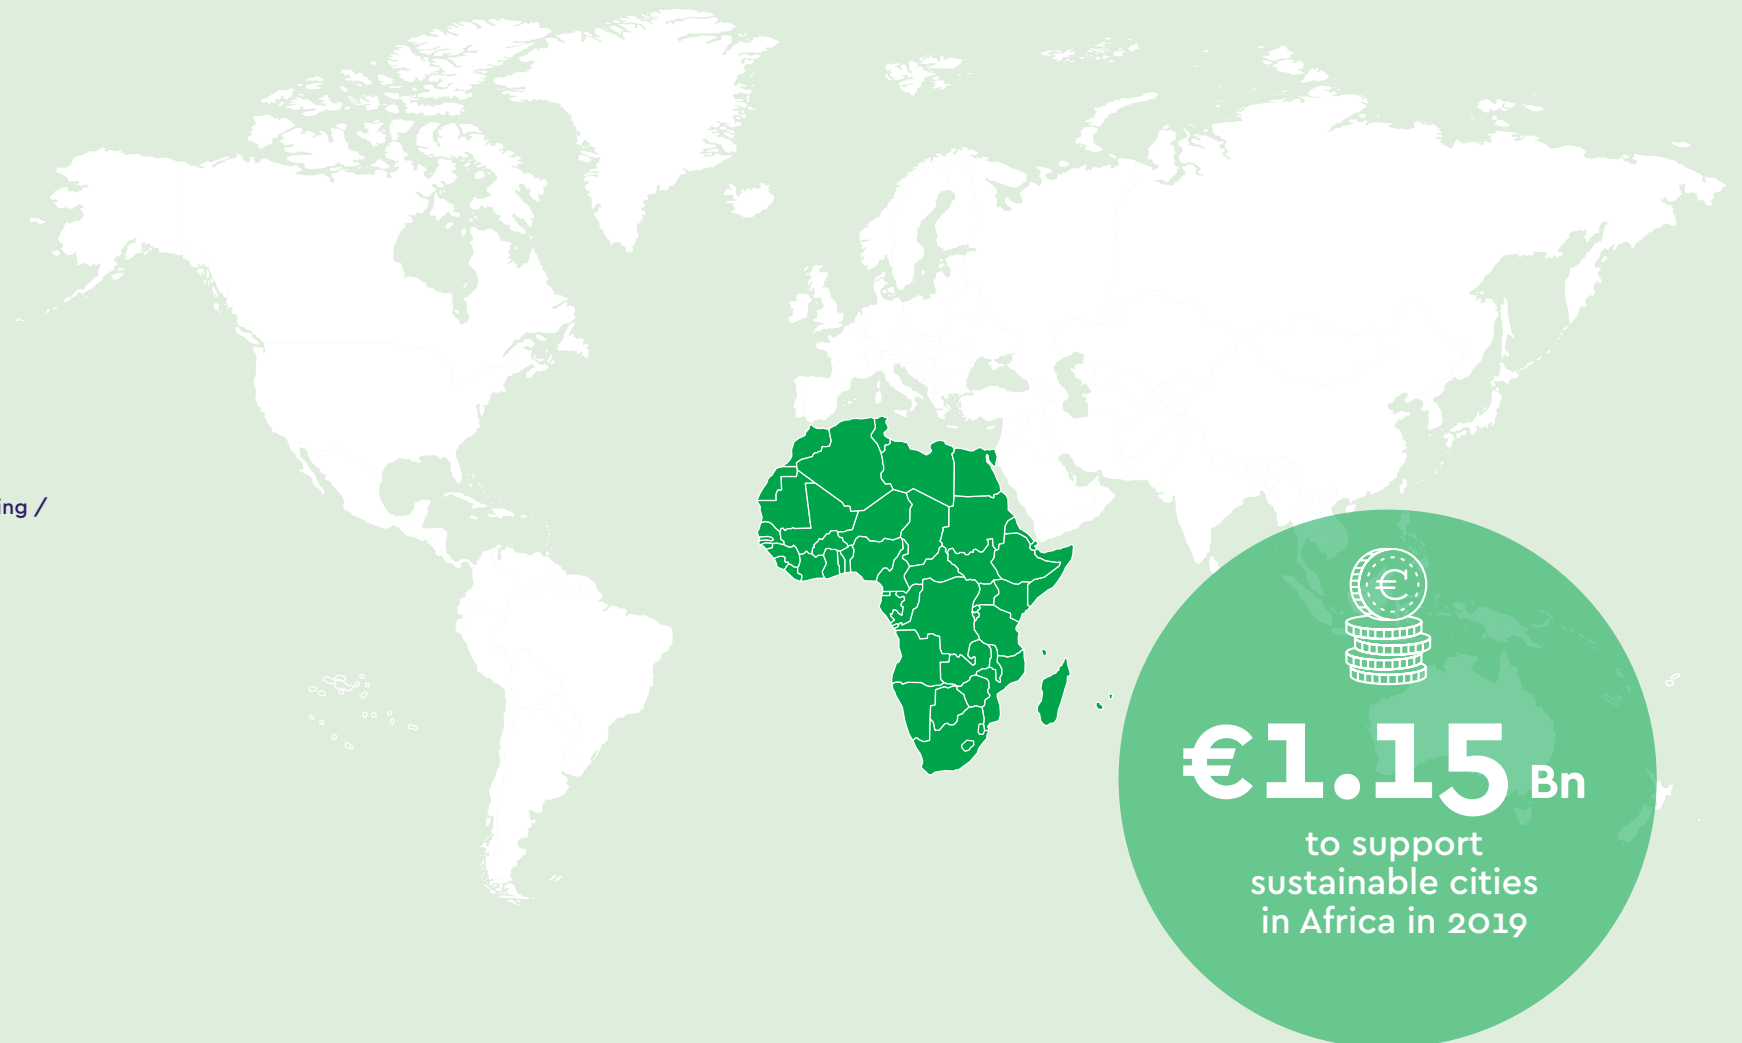 ing /
€1.15 Bn
to support
sustainable cities
in Africa in 2019